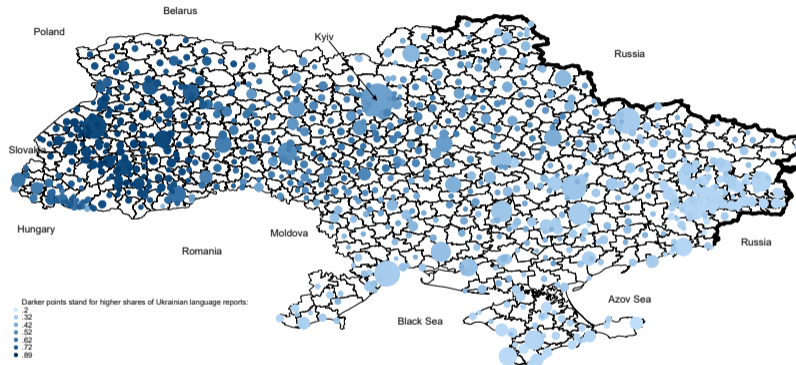 Belarus
Poland
Kyiv
Russia
Slovakia
Hungary
Romania
Moldova
Russia
Azov Sea
Black Sea
Darker points stand for higher shares of Ukrainian language reports:
.2
.32
.42
.52
.62
.72
.89